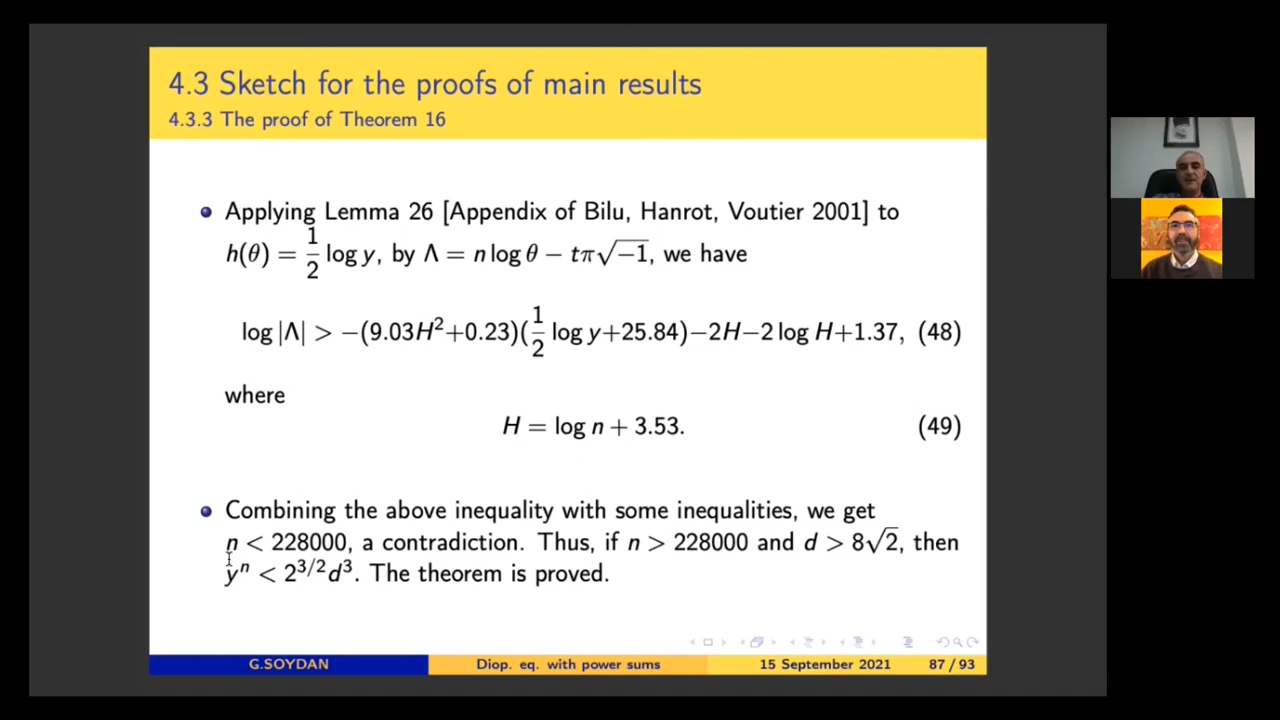 4.3 Sketch for the proofs of main results
4.3.3 The proof of Theorem 16
Applying Lemma 26 [Appendix of Bilu, Hanrot, Voutier 2001] to
h(θ) = 1/2 log y, by Λ = n log θ − tπ√−1, we have
log |Λ| > −(9.03H²+0.23)(1/2 log y+25.84)−2H−2 log H+1.37, (48)
where
H = log n + 3.53. (49)
Combining the above inequality with some inequalities, we get
n < 228000, a contradiction. Thus, if n > 228000 and d > 8√2, then
yⁿ < 2^{3/2}d³. The theorem is proved.
G.SOYDAN Diop. eq. with power sums 15 September 2021 87 / 93